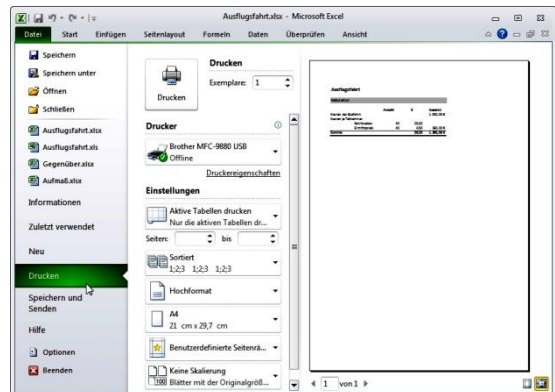 Ausflugsfahrt.xlsx - Microsoft Excel
Datei Start Einfügen Seitenlayout Formeln Daten Überprüfen Ansicht
Speichern
Speichern unter
Öffnen
Schließen
Ausflugsfahrt.xlsx
Ausflugsfahrt.xls
Gegenüber.xlsx
Aufmaß.xlsx
Informationen
Zuletzt verwendet
Neu
Drucken
Speichern und
Senden
Hilfe
Optionen
Beenden
Drucken
Drucken
Exemplare: 1
Drucker
Brother MFC-9880 USB
Offline
Druckereigenschaften
Einstellungen
Aktive Tabellen drucken
Nur die aktiven Tabellen dr...
Seiten: bis
Sortiert
1;2;3 1;2;3 1;2;3
Hochformat
A4
21 cm x 29,7 cm
Benutzerdefinierte Seitenrä...
Keine Skalierung
100 Blätter mit der Originalgröß...
Ausflugsfahrt
1 von 1